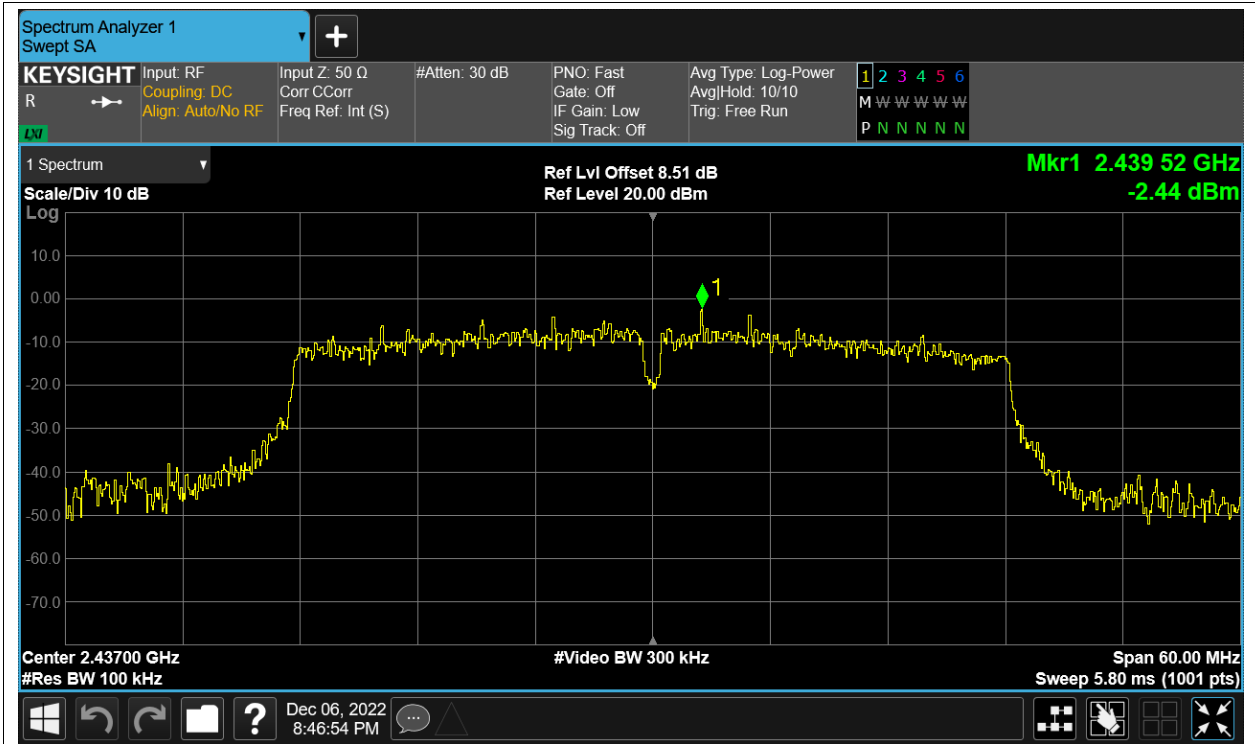 Spectrum Analyzer 1
Swept SA
KEYSIGHT
R
LXI
Input: RF
Coupling: DC
Align: Auto/No RF
Input Z: 50 Ω
Corr CCorr
Freq Ref: Int (S)
#Atten: 30 dB
PNO: Fast
Gate: Off
IF Gain: Low
Sig Track: Off
Avg Type: Log-Power
Avg|Hold: 10/10
Trig: Free Run
1 2 3 4 5 6
M W W W W W
P N N N N N
1 Spectrum
Scale/Div 10 dB
Log
Ref Lvl Offset 8.51 dB
Ref Level 20.00 dBm
Mkr1 2.439 52 GHz
-2.44 dBm
1
10.0
0.00
-10.0
-20.0
-30.0
-40.0
-50.0
-60.0
-70.0
Center 2.43700 GHz
#Res BW 100 kHz
#Video BW 300 kHz
Span 60.00 MHz
Sweep 5.80 ms (1001 pts)
?
Dec 06, 2022
8:46:54 PM